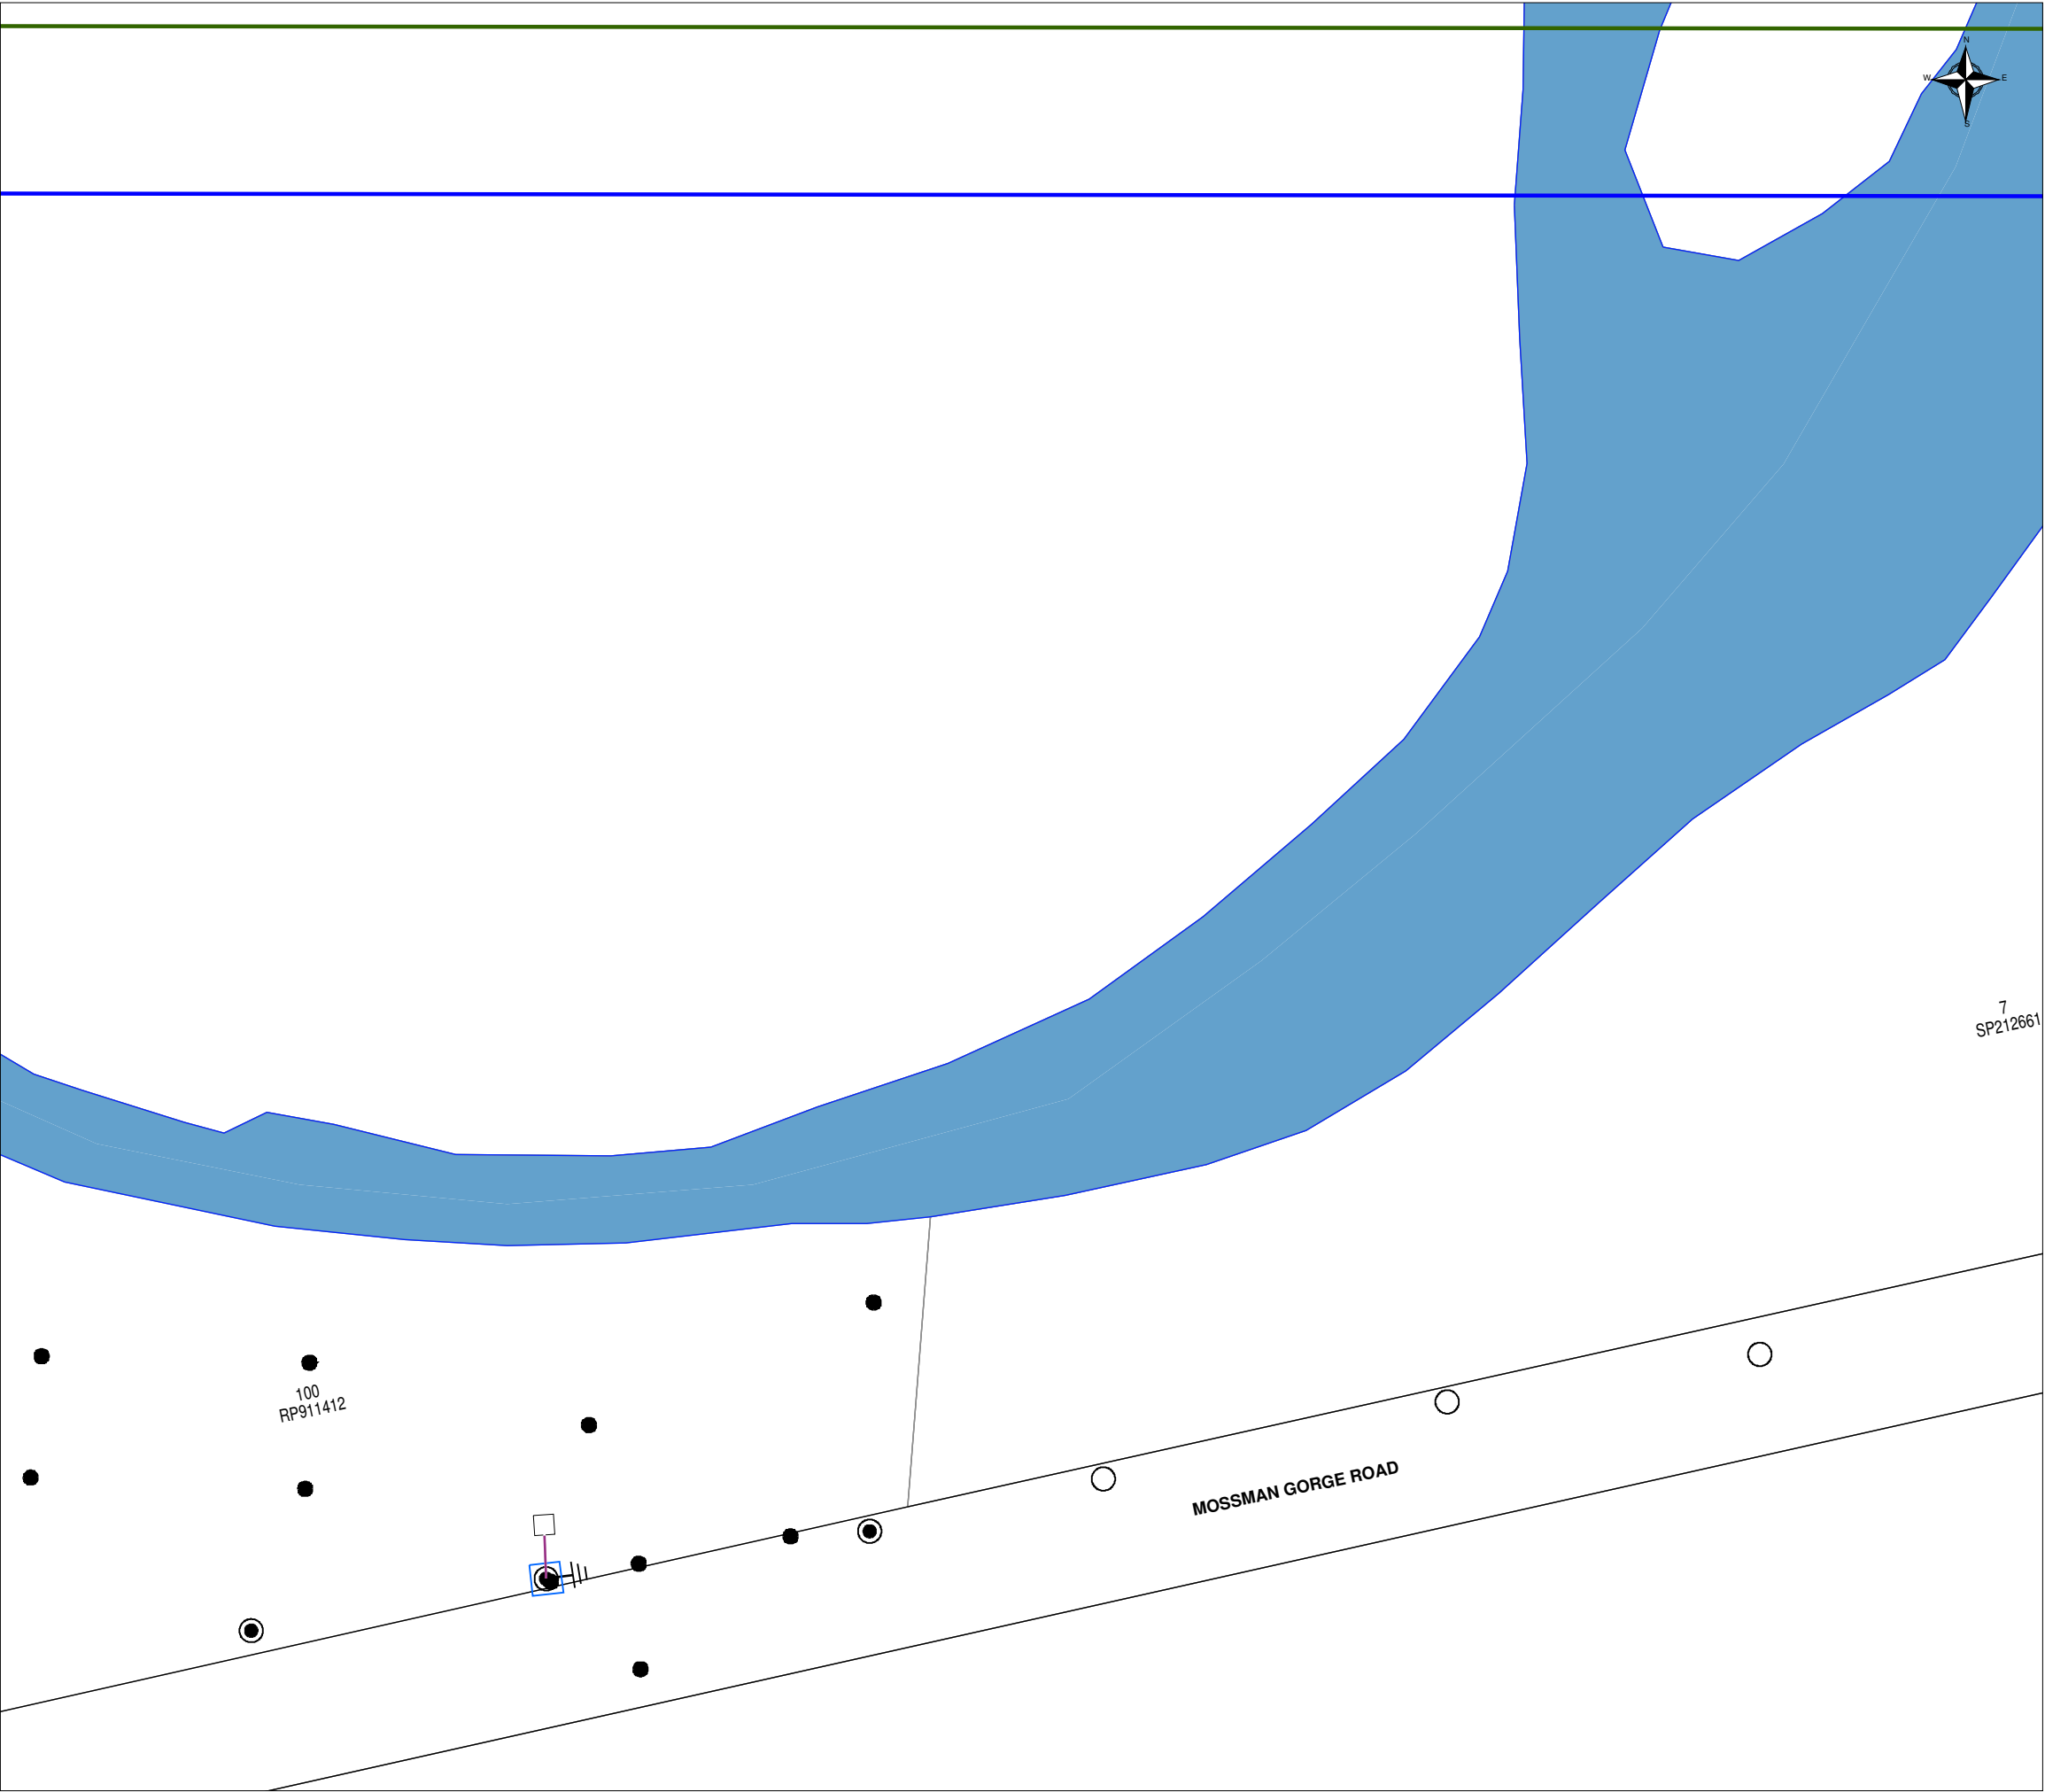 N
W E
S
7
SP212661
100
RP911412
MOSSMAN GORGE ROAD